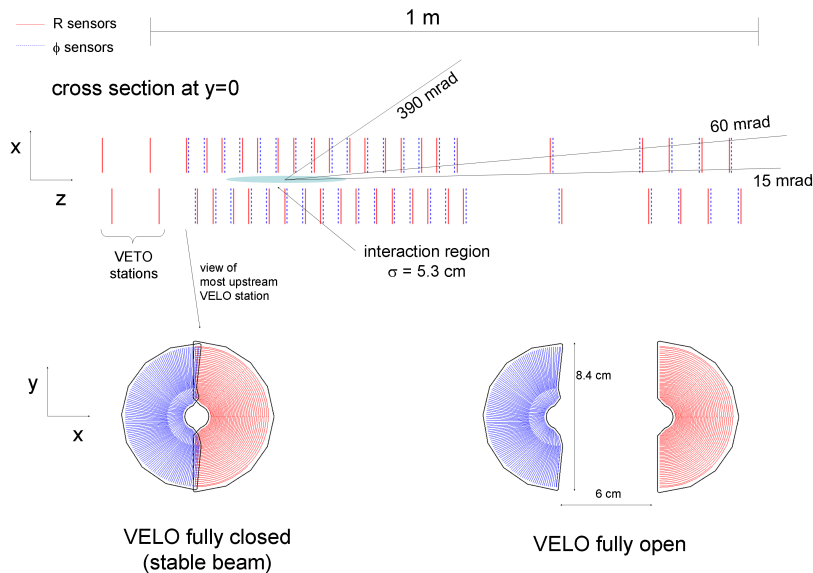 R sensors
ϕ sensors
1 m
cross section at y=0
390 mrad
60 mrad
15 mrad
x
z
VETO
stations
view of
most upstream
VELO station
interaction region
σ = 5.3 cm
y
x
8.4 cm
6 cm
VELO fully closed
(stable beam)
VELO fully open